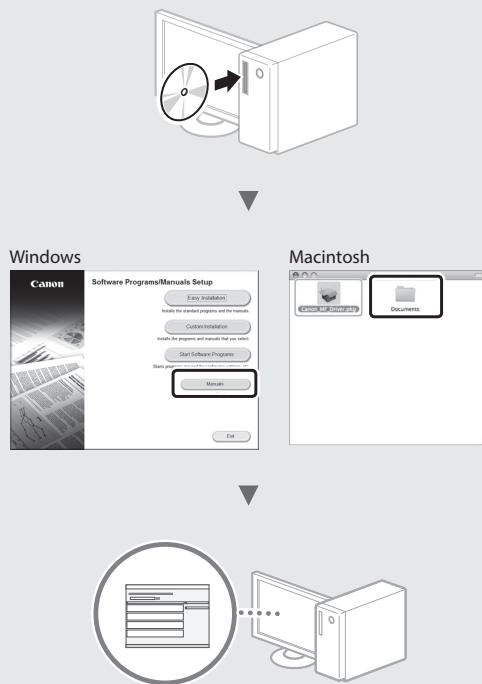 Windows
Canon
Software Programs/Manuals Setup
Easy Installation
Installs the standard programs and the manuals.
Custom Installation
Installs the programs and manuals that you select.
Start Software Programs
Starts
Manuals
Exit
Macintosh
Canon_MF_Driver.pkg
Documents